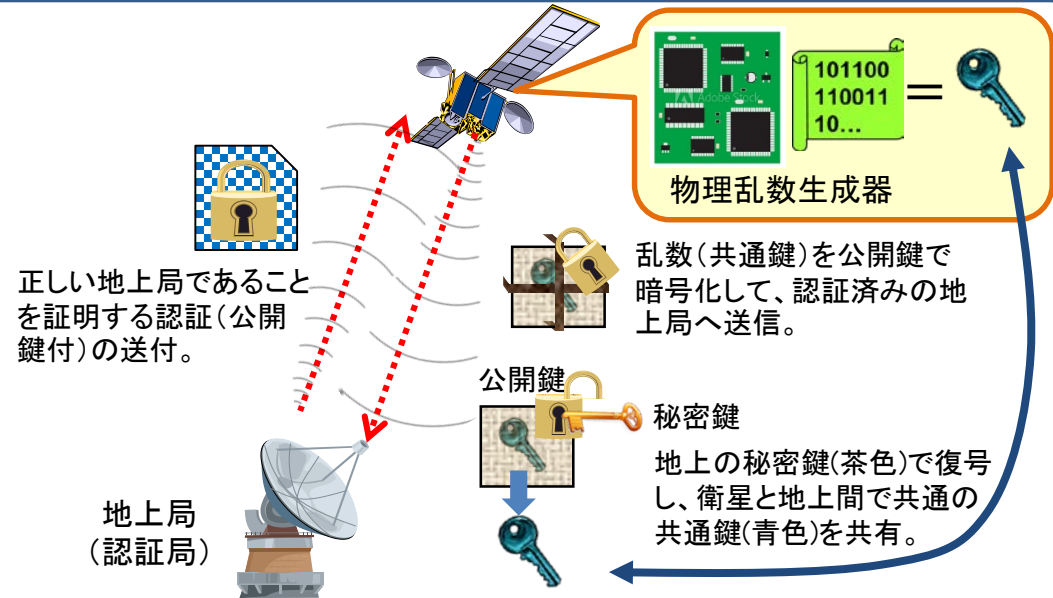 101100
110011
10...
=
Adobe Stock
物理乱数生成器
正しい地上局であること
を証明する認証(公開
鍵付)の送付。
乱数(共通鍵)を公開鍵で
暗号化して、認証済みの地
上局へ送信。
公開鍵
秘密鍵
地上の秘密鍵(茶色)で復号
し、衛星と地上間で共通の
共通鍵(青色)を共有。
地上局
(認証局)